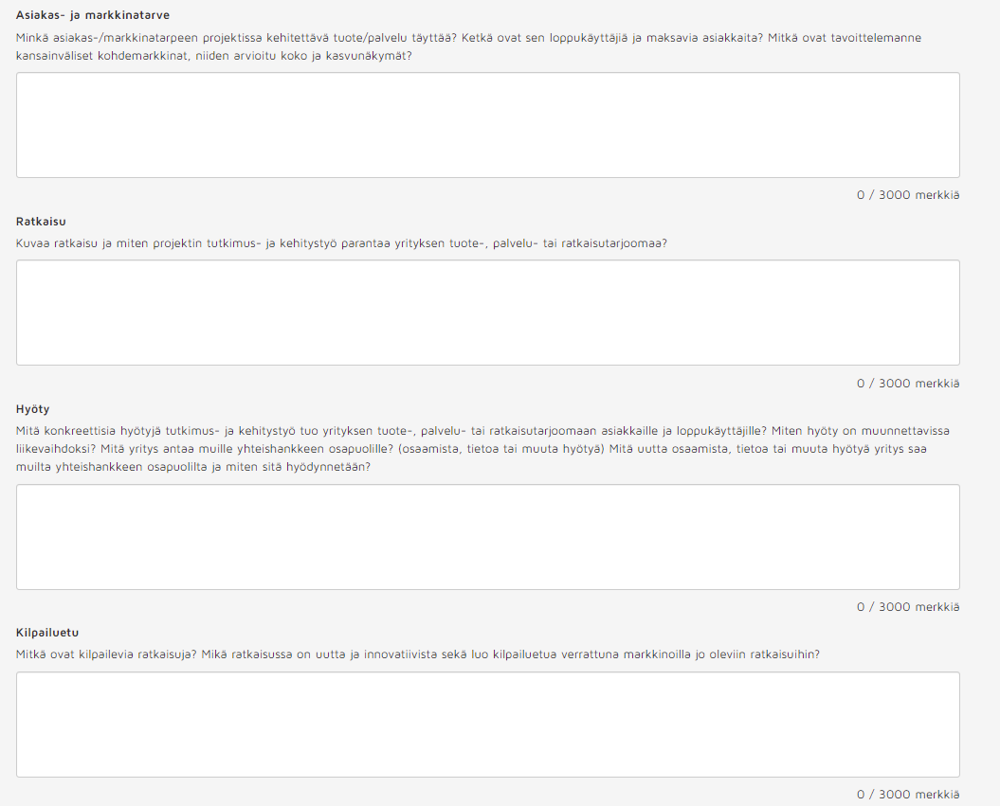 Asiakas- ja markkinatarve
Minkä asiakas-/markkinatarpeen projektissa kehitettävä tuote/palvelu täyttää? Ketkä ovat sen loppukäyttäjiä ja maksavia asiakkaita? Mitkä ovat tavoittelemanne
kansainväliset kohdemarkkinat, niiden arvioitu koko ja kasvunäkymät?
0 / 3000 merkkiä
Ratkaisu
Kuvaa ratkaisu ja miten projektin tutkimus- ja kehitystyö parantaa yrityksen tuote-, palvelu- tai ratkaisutarjoomaa?
0 / 3000 merkkiä
Hyöty
Mitä konkreettisia hyötyjä tutkimus- ja kehitystyö tuo yrityksen tuote-, palvelu- tai ratkaisutarjoomaan asiakkaille ja loppukäyttäjille? Miten hyöty on muunnettavissa
liikevaihdoksi? Mitä yritys antaa muille yhteishankkeen osapuolille? (osaamista, tietoa tai muuta hyötyä) Mitä uutta osaamista, tietoa tai muuta hyötyä yritys saa
muilta yhteishankkeen osapuolilta ja miten sitä hyödynnetään?
0 / 3000 merkkiä
Kilpailuetu
Mitkä ovat kilpailevia ratkaisuja? Mikä ratkaisussa on uutta ja innovatiivista sekä luo kilpailuetua verrattuna markkinoilla jo oleviin ratkaisuihin?
0 / 3000 merkkiä